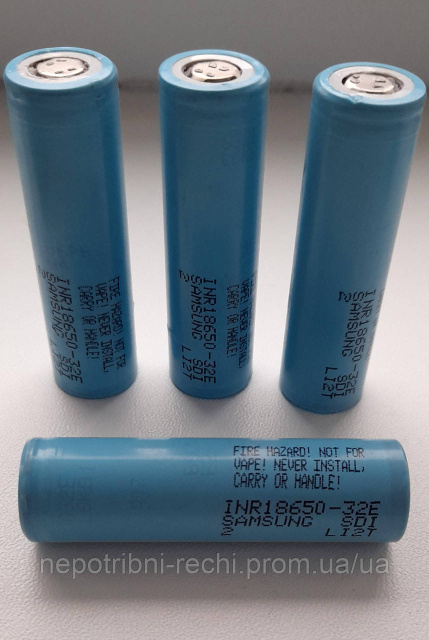 FIRE HAZARD! NOT FOR
VAPE! NEVER INSTALL,
CARRY OR HANDLE!
INR18650-32E
SAMSUNG SDI
2
FIRE HAZARD! NOT FOR
VAPE! NEVER INSTALL,
CARRY OR HANDLE!
INR18650-32E
SAMSUNG SDI
2 LI2T
INR18650-32E
SAMSUNG SDI
2 LI2T
FIRE HAZARD! NOT FOR
VAPE! NEVER INSTALL,
CARRY OR HANDLE!
INR18650-32E
SAMSUNG SDI
2 LI2T
nepotribni-rechi.prom.ua/ua